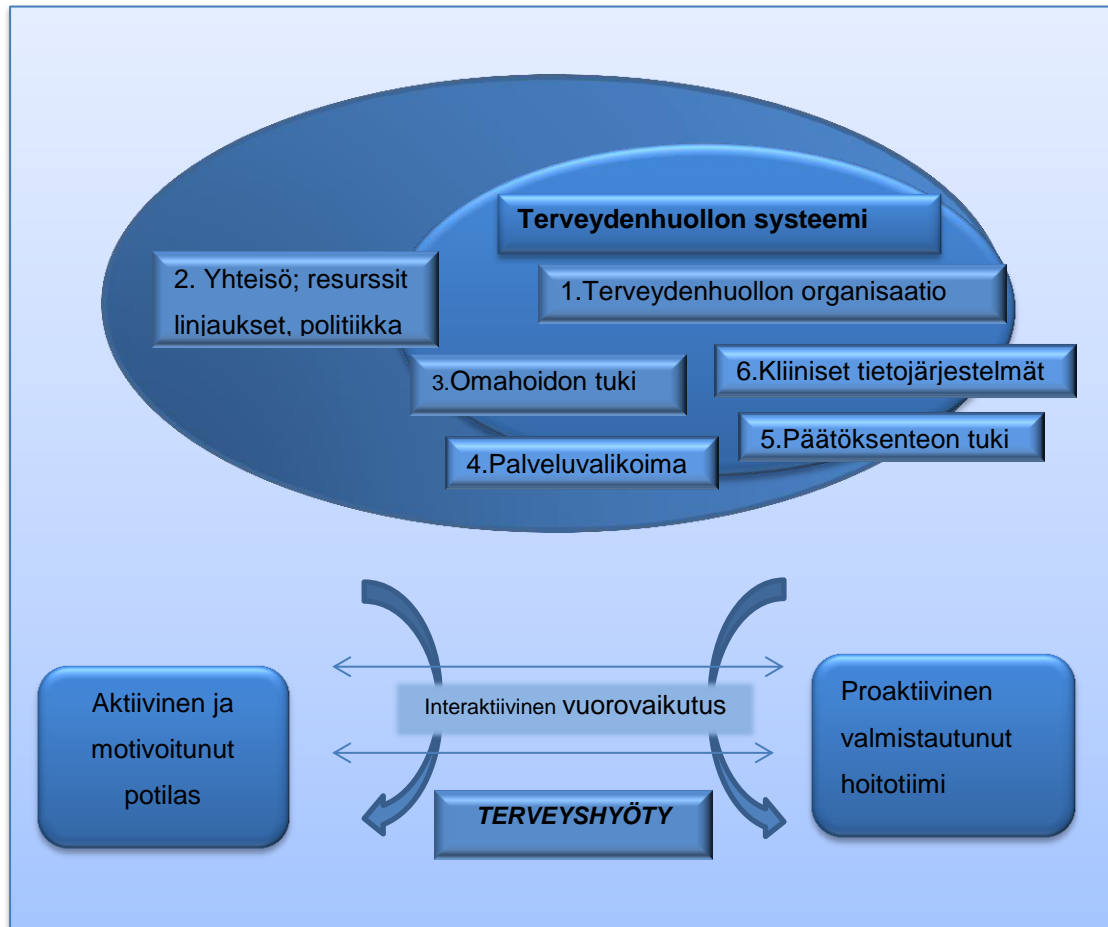 Terveydenhuollon systeemi
2. Yhteisö; resurssit
linjaukset, politiikka
1.Terveydenhuollon organisaatio
3.Omahoidon tuki
6.Kliiniset tietojärjestelmät
4.Palveluvalikoima
5.Päätöksenteon tuki
Aktiivinen ja
motivoitunut
potilas
Interaktiivinen vuorovaikutus
Proaktiivinen
valmistautunut
hoitotiimi
TERVEYSHYÖTY